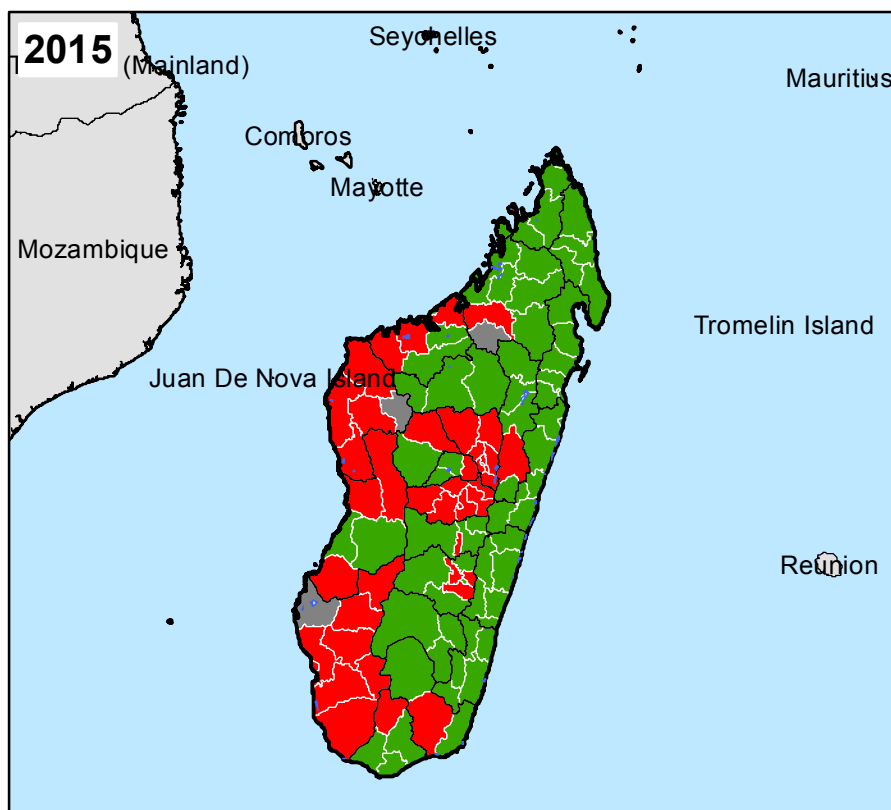 2015
Seychelles
(Mainland)
Mauritius
Comoros
Mayotte
Mozambique
Tromelin Island
Juan De Nova Island
Reunion